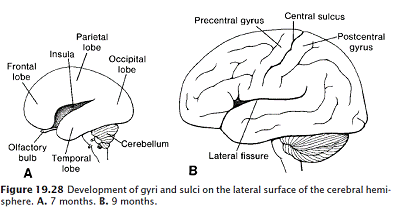 Parietal
lobe
Insula
Frontal
lobe
Occipital
lobe
Olfactory
bulb
Temporal
lobe
Cerebellum
A
Precentral gyrus
Central sulcus
Postcentral
gyrus
Lateral fissure
B
Figure 19.28 Development of gyri and sulci on the lateral surface of the cerebral hemi-
sphere. A. 7 months. B. 9 months.